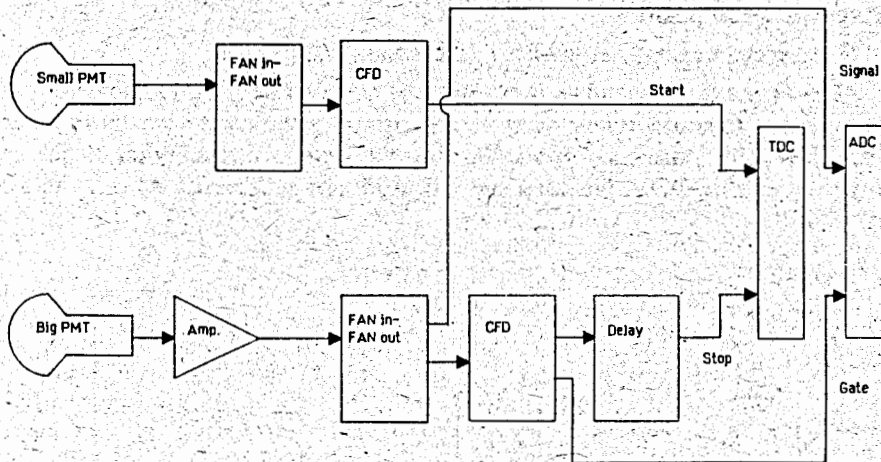 Small PMT
FAN in-
FAN out
CFD
Start
Signal
TDC
ADC
Big PMT
Amp.
FAN in-
FAN out
CFD
Delay
Stop
Gate